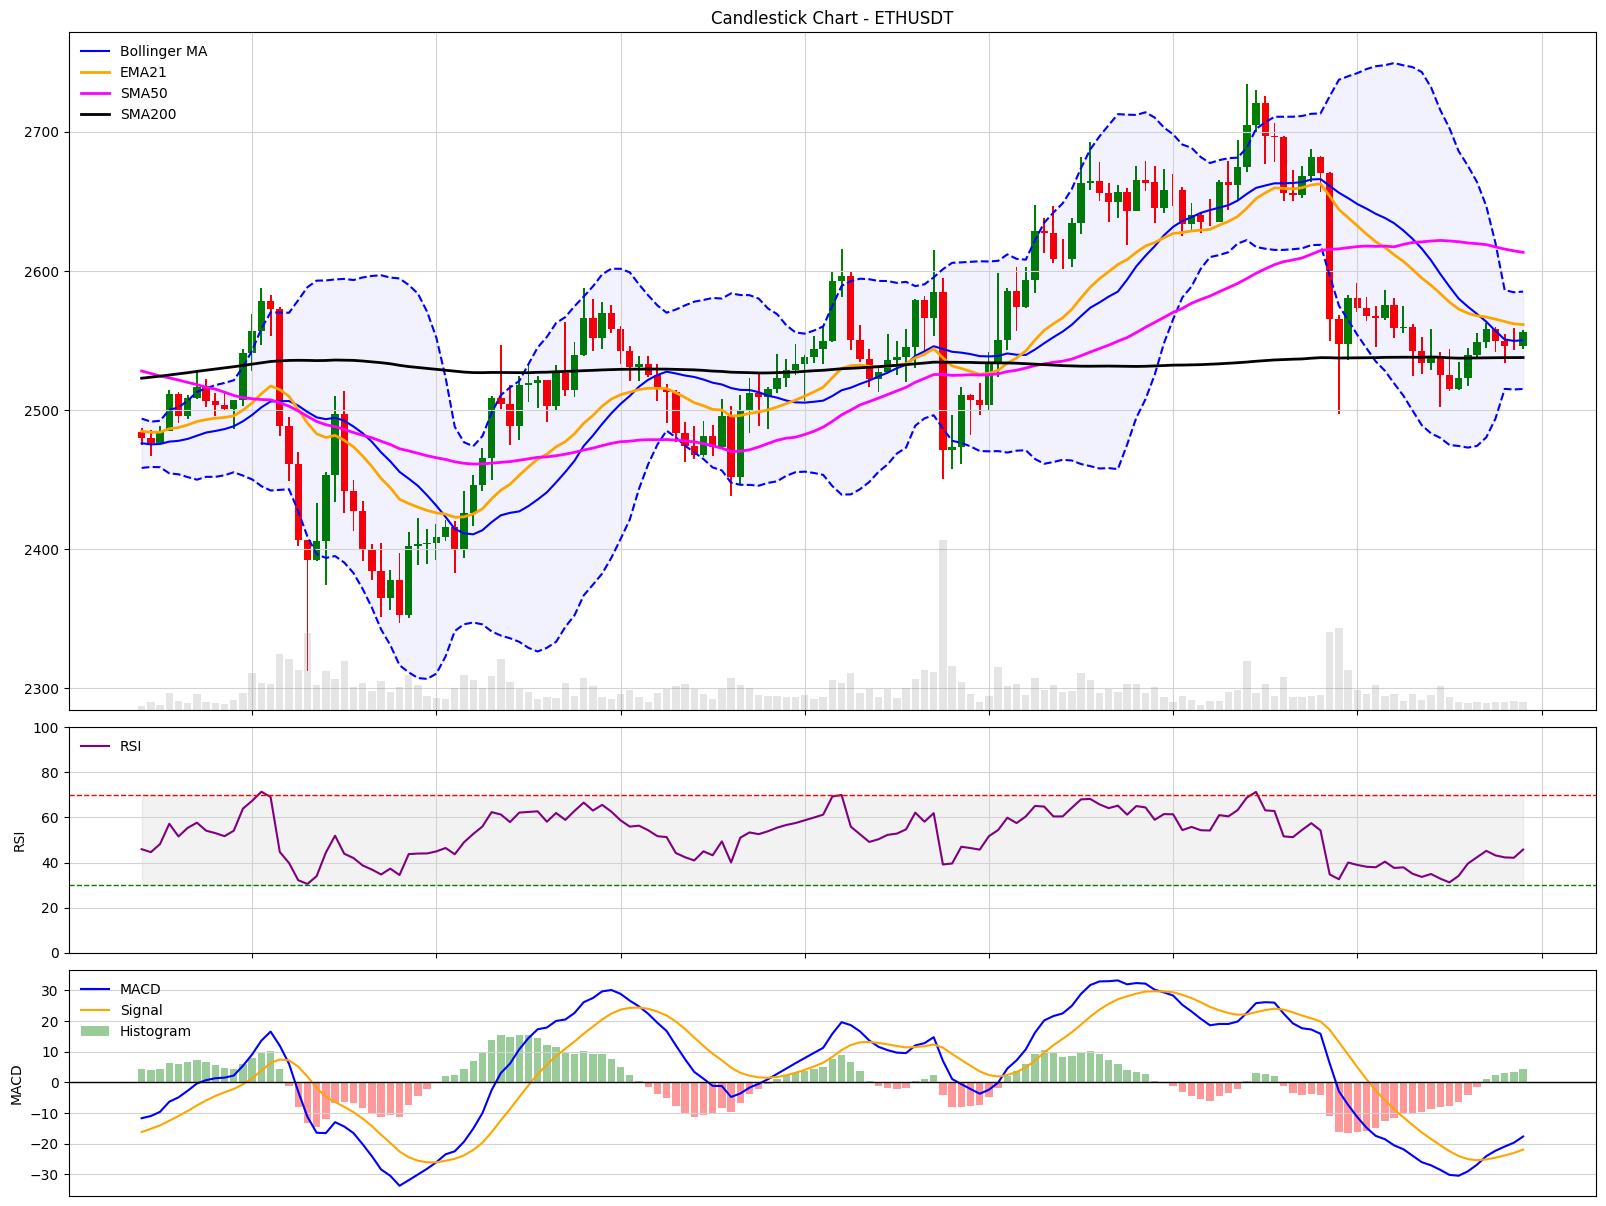 Candlestick Chart - ETHUSDT
Bollinger MA
EMA21
SMA50
SMA200
2700
2600
2500
2400
2300
100
80
60
40
20
0
RSI
RSI
30
20
10
0
−10
−20
−30
MACD
MACD
Signal
Histogram